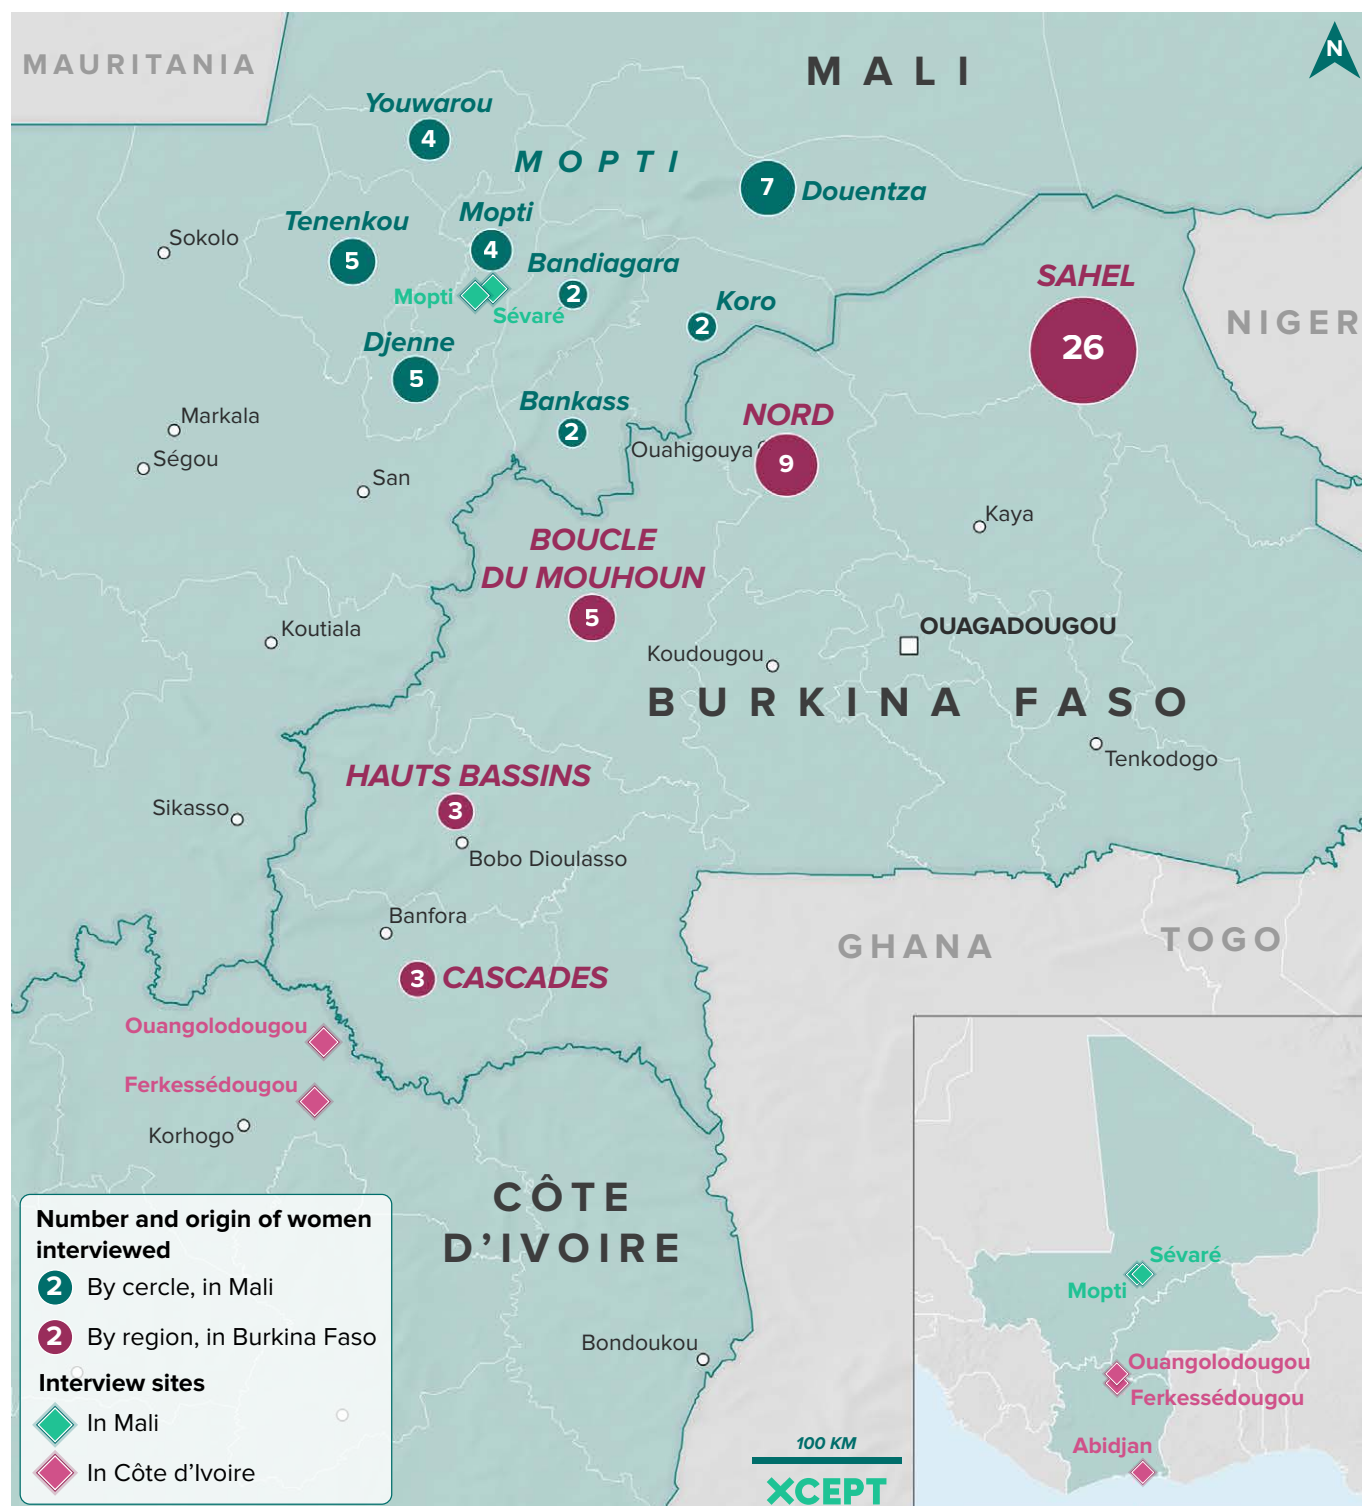 MAURITANIA
MALI
N
Youwarou
4
MOPTI
7
Douentza
Tenenkou
5
Mopti
4
Sokolo
Bandiagara
2
Mopti
Sévaré
Koro
2
SAHEL
26
NIGER
Djenne
5
Bankass
2
NORD
Ouahigouya
9
Markala
Ségou
San
Kaya
BOUCLE
DU MOUHOUN
5
Koutiala
OUAGADOUGOU
Koudougou
BURKINA FASO
Tenkodogo
HAUTS BASSINS
3
Sikasso
Bobo Dioulasso
Banfora
3
CASCADES
GHANA
TOGO
Ouangolodougou
Ferkessédougou
Korhogo
CÔTE
D'IVOIRE
Bondoukou
Number and origin of women
interviewed
2 By cercle, in Mali
2 By region, in Burkina Faso
Interview sites
In Mali
In Côte d'Ivoire
100 KM
XCEPT
Sévaré
Mopti
Ouangolodougou
Ferkessédougou
Abidjan